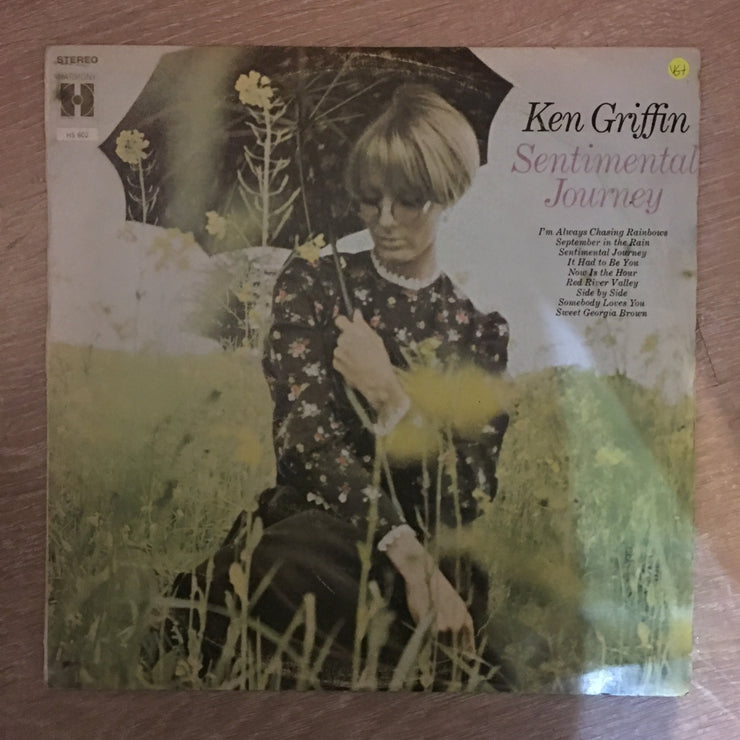 STEREO
HARMONY
HS 602
Ken Griffin
Sentimental
Journey
I'm Always Chasing Rainbows
September in the Rain
Sentimental Journey
It Had to Be You
Now Is the Hour
Red River Valley
Side by Side
Somebody Loves You
Sweet Georgia Brown